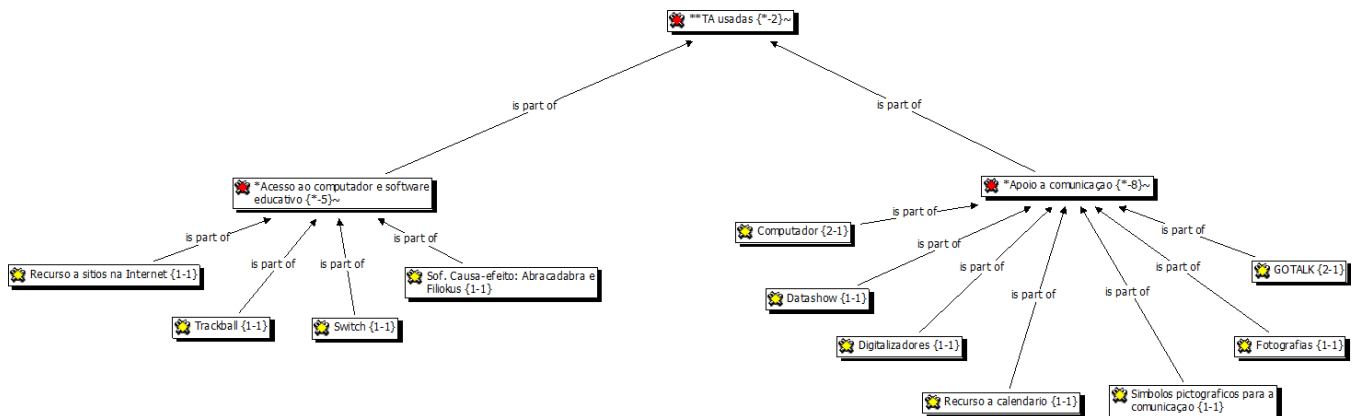 **TA usadas {*-2}~
is part of
is part of
*Acesso ao computador e software
educativo {*-5}~
*Apoio a comunicaçao {*-8}~
is part of
Computador {2-1}
is part of
is part of
is part of
is part of
is part of
Recurso a sitios na Internet {1-1}
is part of
is part of
Sof. Causa-efeito: Abracadabra e
Filiokus {1-1}
is part of
is part of
GOTALK {2-1}
Datashow {1-1}
is part of
is part of
Trackball {1-1}
Switch {1-1}
Digitalizadores {1-1}
Fotografias {1-1}
Recurso a calendario {1-1}
Simbolos pictograficos para a
comunicaçao {1-1}